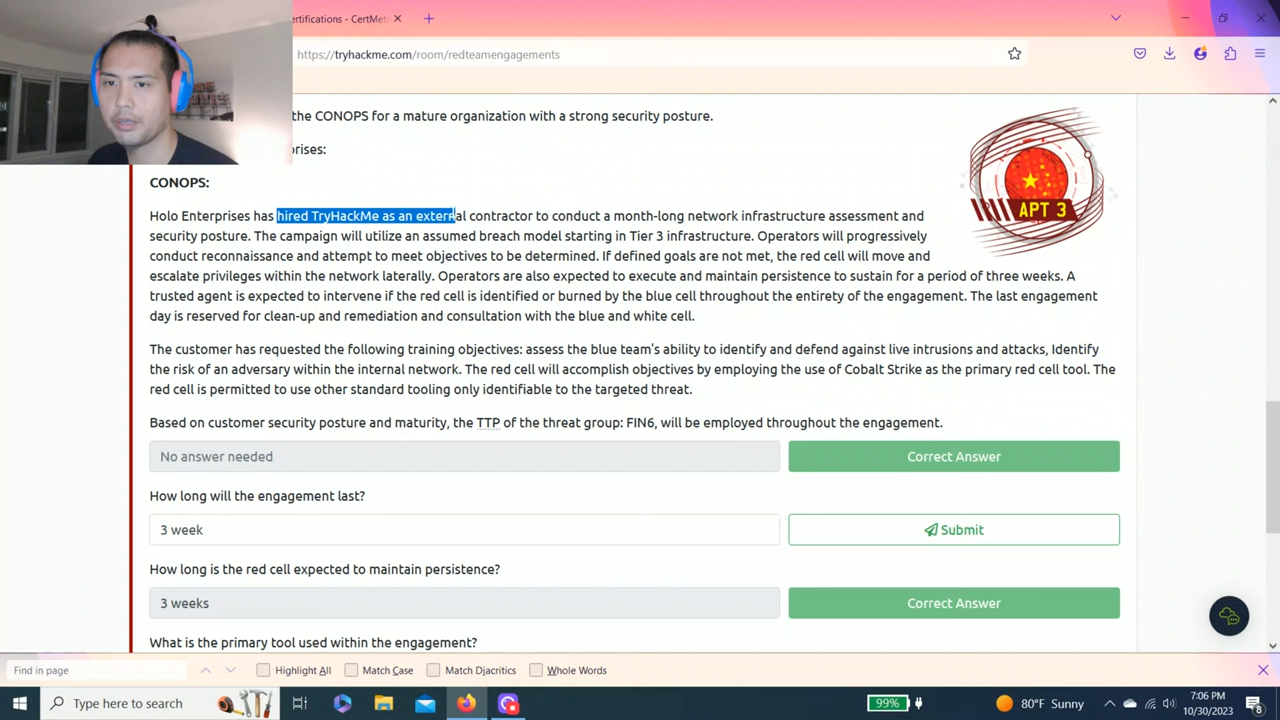 ertifications - CertMet
https://tryhackme.com/room/redteamengagements
the CONOPS for a mature organization with a strong security posture.
prises:
CONOPS:
APT 3
Holo Enterprises has hired TryHackMe as an external contractor to conduct a month-long network infrastructure assessment and
security posture. The campaign will utilize an assumed breach model starting in Tier 3 infrastructure. Operators will progressively
conduct reconnaissance and attempt to meet objectives to be determined. If defined goals are not met, the red cell will move and
escalate privileges within the network laterally. Operators are also expected to execute and maintain persistence to sustain for a period of three weeks. A
trusted agent is expected to intervene if the red cell is identified or burned by the blue cell throughout the entirety of the engagement. The last engagement
day is reserved for clean-up and remediation and consultation with the blue and white cell.
The customer has requested the following training objectives: assess the blue team's ability to identify and defend against live intrusions and attacks, Identify
the risk of an adversary within the internal network. The red cell will accomplish objectives by employing the use of Cobalt Strike as the primary red cell tool. The
red cell is permitted to use other standard tooling only identifiable to the targeted threat.
Based on customer security posture and maturity, the TTP of the threat group: FIN6, will be employed throughout the engagement.
No answer needed
Correct Answer
How long will the engagement last?
3 week
Submit
How long is the red cell expected to maintain persistence?
3 weeks
Correct Answer
What is the primary tool used within the engagement?
Find in page
Highlight All
Match Case
Match Diacritics
Whole Words
Type here to search
99%
80°F Sunny
7:06 PM
10/30/2023
8